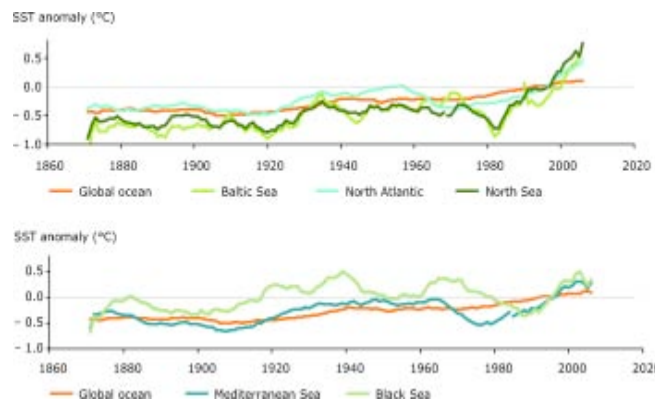 SST anomaly (°C)
0.5
0.0
− 0.5
− 1.0
1860 1880 1900 1920 1940 1960 1980 2000 2020
Global ocean Baltic Sea North Atlantic North Sea
SST anomaly (°C)
0.5
0.0
− 0.5
− 1.0
1860 1880 1900 1920 1940 1960 1980 2000 2020
Global ocean Mediterranean Sea Black Sea